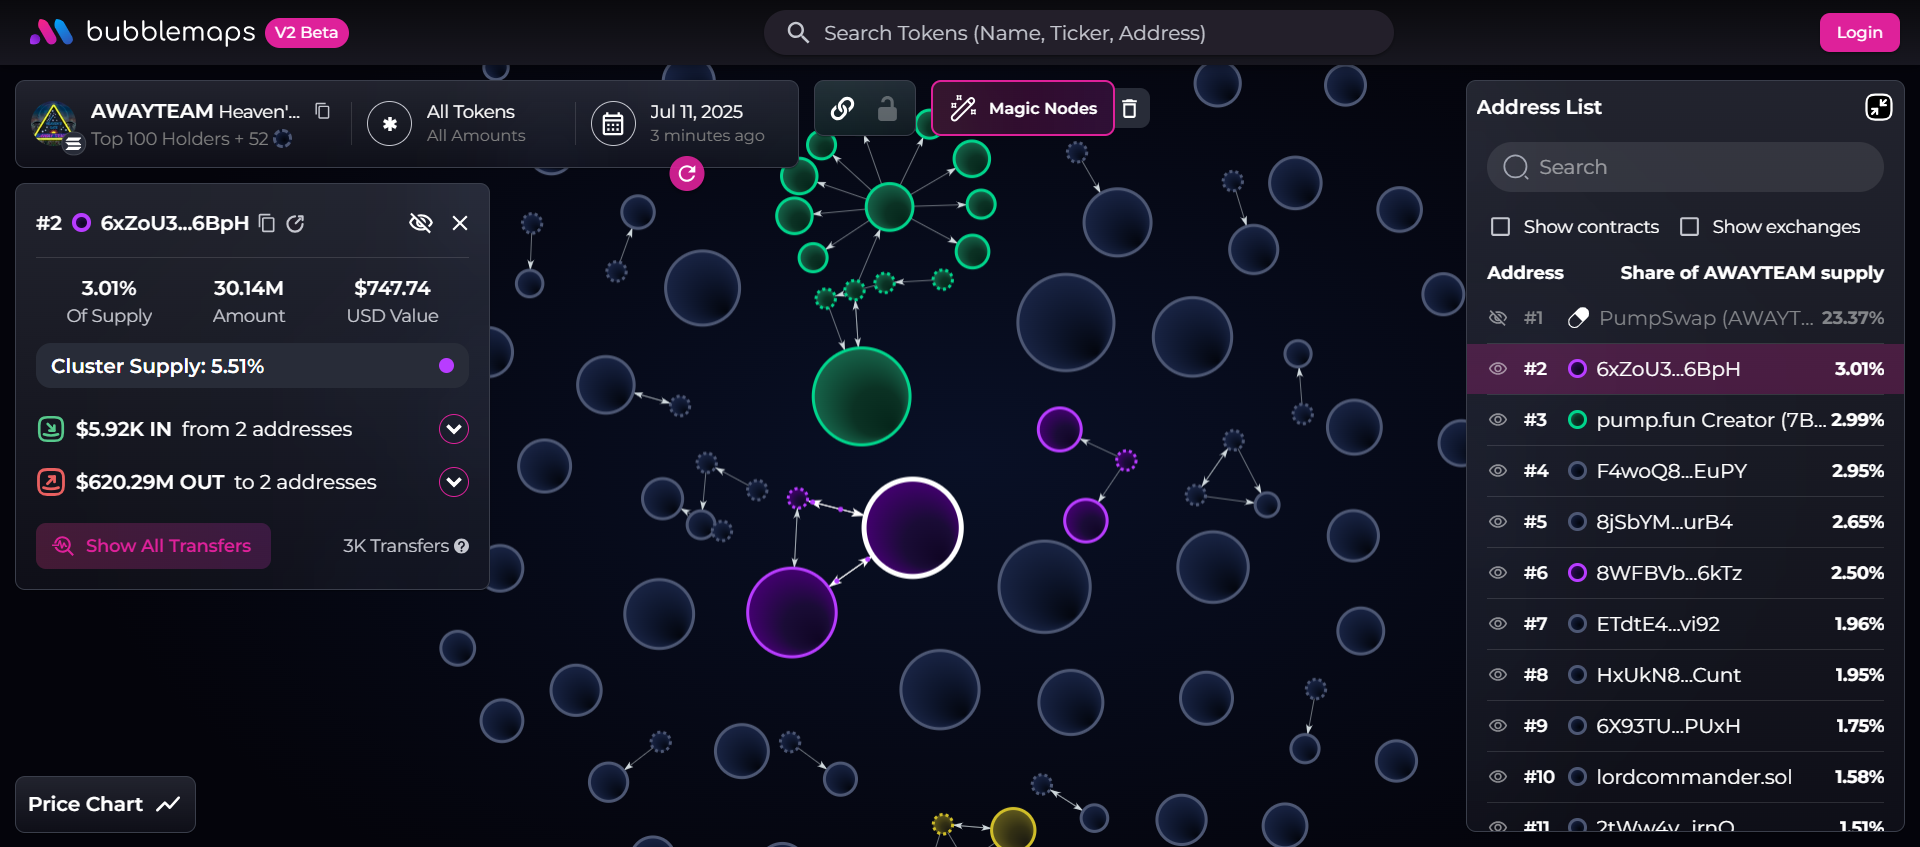 bubblemaps V2 Beta
Search Tokens (Name, Ticker, Address)
Login
AWAYTEAM Heaven'...
Top 100 Holders + 52
All Tokens
All Amounts
Jul 11, 2025
3 minutes ago
Magic Nodes
#2 6xZoU3...6BpH
3.01% 30.14M $747.74
Of Supply Amount USD Value
Cluster Supply: 5.51%
$5.92K IN from 2 addresses
$620.29M OUT to 2 addresses
Show All Transfers 3K Transfers ?
Price Chart
Address List
Search
Show contracts Show exchanges
Address Share of AWAYTEAM supply
#1 PumpSwap (AWAYT... 23.37%
#2 6xZoU3...6BpH 3.01%
#3 pump.fun Creator (7B... 2.99%
#4 F4woQ8...EuPY 2.95%
#5 8jSbYM...urB4 2.65%
#6 8WFBVb...6kTz 2.50%
#7 ETdtE4...vi92 1.96%
#8 HxUkN8...Cunt 1.95%
#9 6X93TU...PUxH 1.75%
#10 lordcommander.sol 1.58%
#11 1.51%